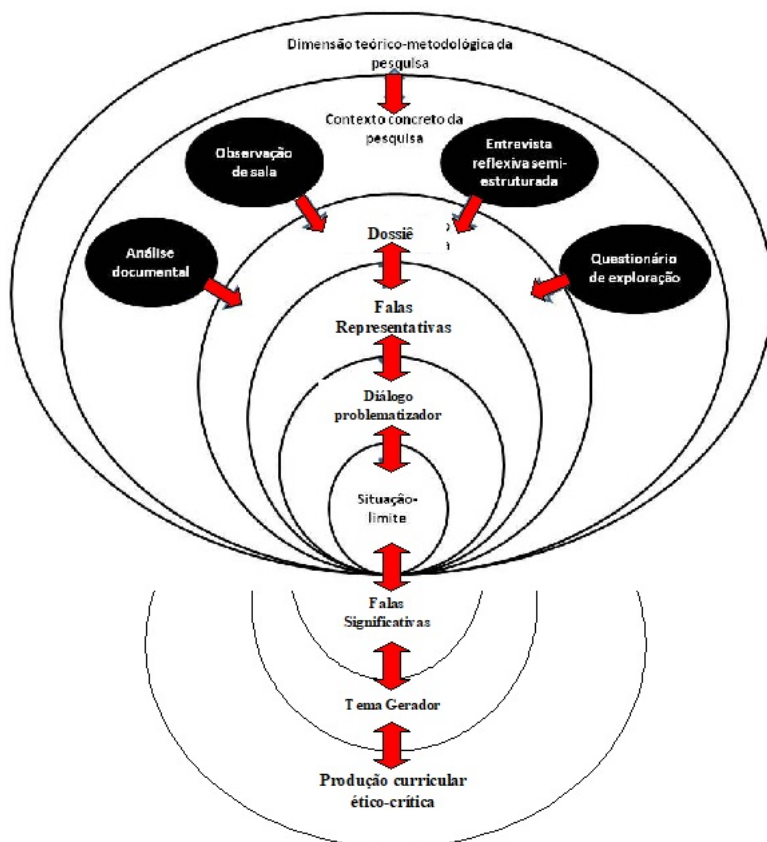 Dimensão teórico-metodológica da
pesquisa
Contexto concreto da
pesquisa
Observação
de sala
Entrevista
reflexiva semi-
estruturada
Análise
documental
Dossiê
Questionário
de exploração
Falas
Representativas
Diálogo
problematizador
Situação-
limite
Falas
Significativas
Tema Gerador
Produção curricular
ético-crítica